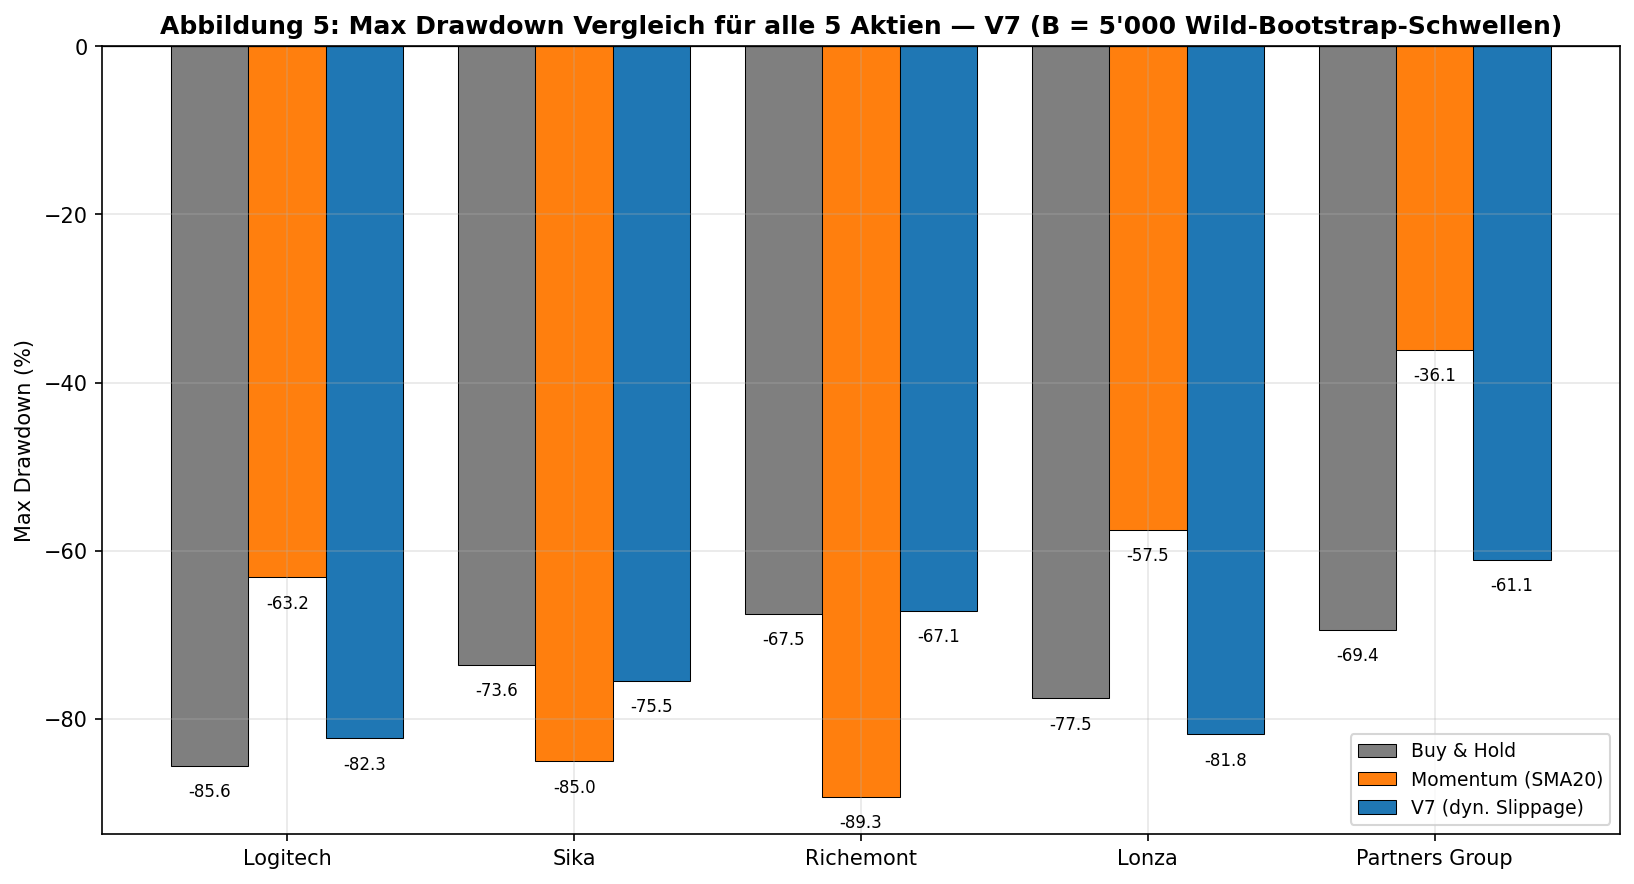 Abbildung 5: Max Drawdown Vergleich für alle 5 Aktien — V7 (B = 5'000 Wild-Bootstrap-Schwellen)
Max Drawdown (%)
0
−20
−40
−60
−80
-85.6
-63.2
-82.3
-73.6
-85.0
-75.5
-67.5
-89.3
-67.1
-77.5
-57.5
-81.8
-69.4
-36.1
-61.1
Buy & Hold
Momentum (SMA20)
V7 (dyn. Slippage)
Logitech
Sika
Richemont
Lonza
Partners Group